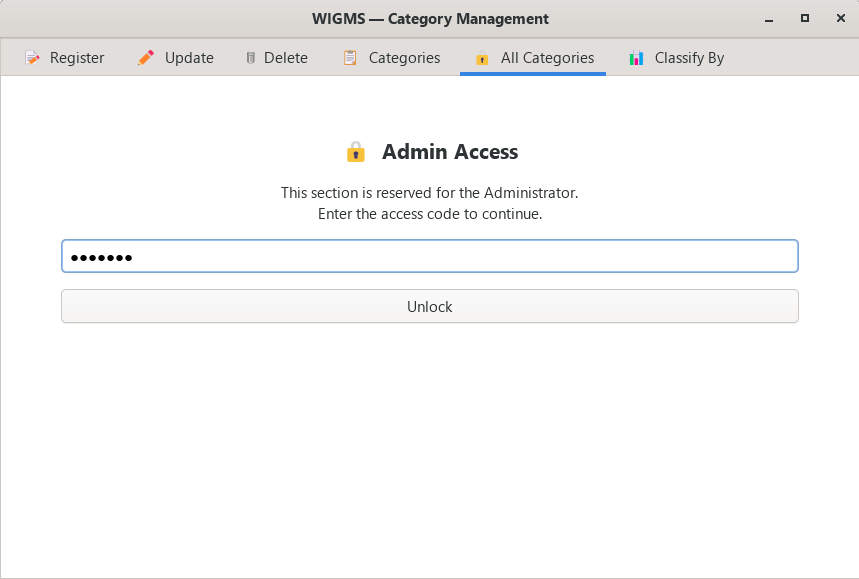 WIGMS — Category Management
Register Update Delete Categories All Categories Classify By
Admin Access
This section is reserved for the Administrator.
Enter the access code to continue.
•••••••
Unlock